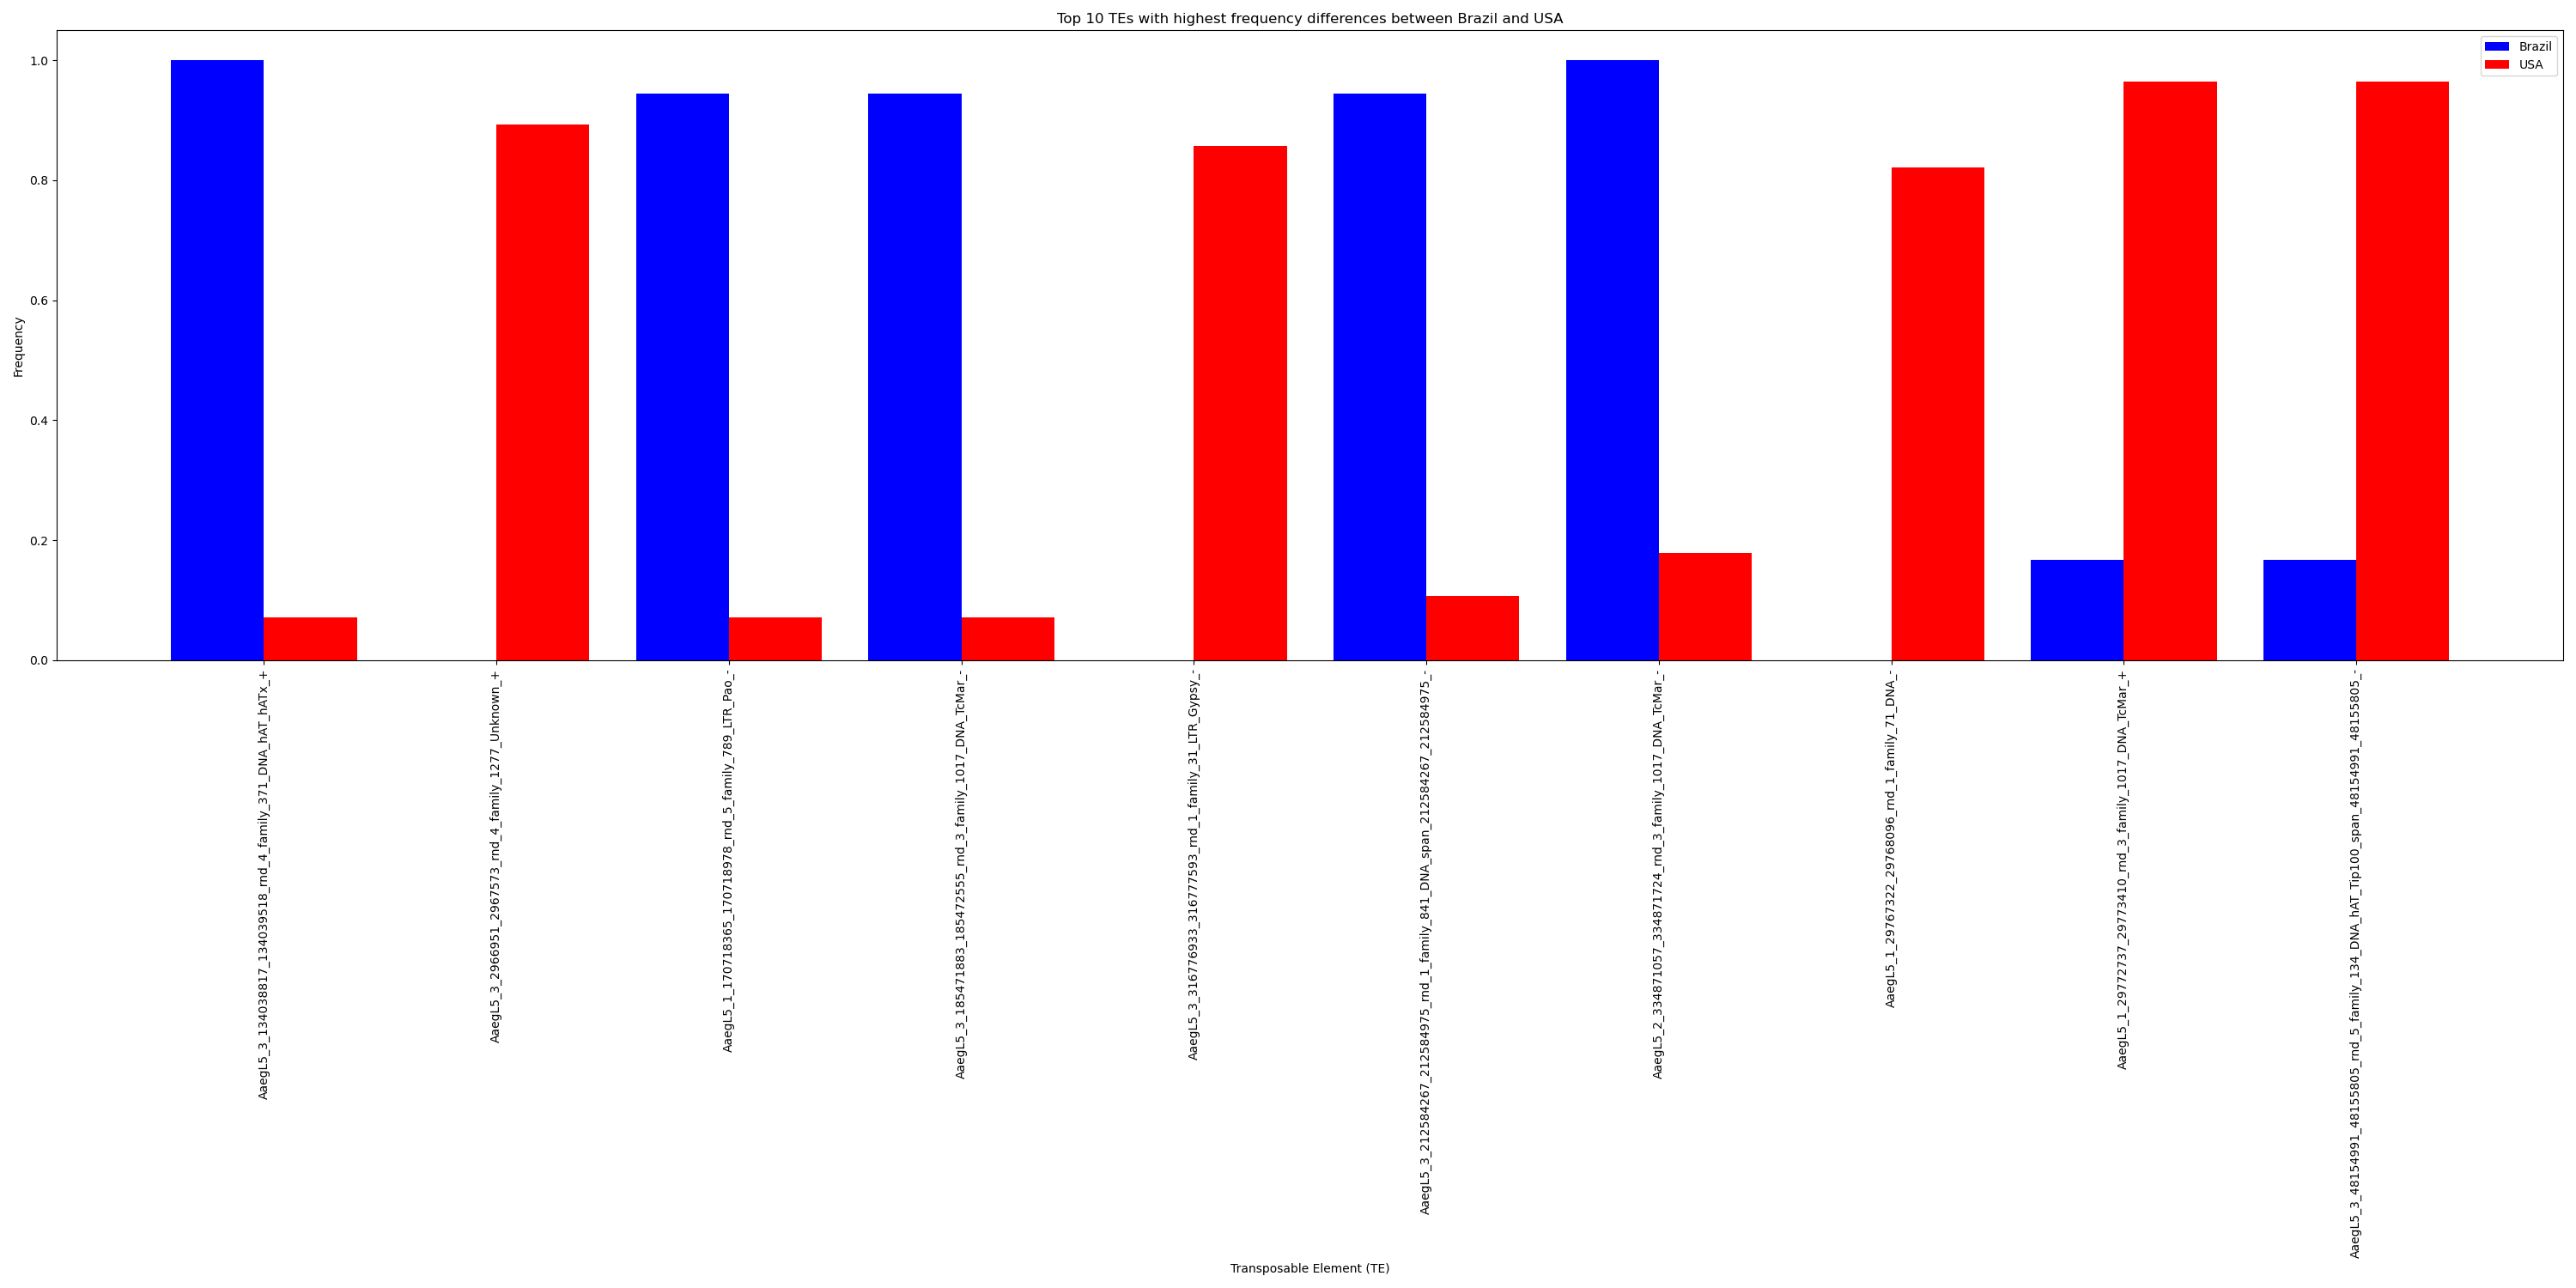 Top 10 TEs with highest frequency differences between Brazil and USA
Brazil
USA
Frequency
1.0
0.8
0.6
0.4
0.2
0.0
AaegL5_3_134038817_134039518_rnd_4_family_371_DNA_hAT_hATx_+
AaegL5_3_2966951_2967573_rnd_4_family_1277_Unknown_+
AaegL5_1_170718365_170718978_rnd_5_family_789_LTR_Pao_-
AaegL5_3_185471883_185472555_rnd_3_family_1017_DNA_TcMar_-
AaegL5_3_316776933_316777593_rnd_1_family_31_LTR_Gypsy_-
AaegL5_3_212584267_212584975_rnd_1_family_841_DNA_span_212584267_212584975_-
AaegL5_2_334871057_334871724_rnd_3_family_1017_DNA_TcMar_-
AaegL5_1_29767322_29768096_rnd_1_family_71_DNA_-
AaegL5_1_29772737_29773410_rnd_3_family_1017_DNA_TcMar_+
AaegL5_3_48154991_48155805_rnd_5_family_134_DNA_hAT_Tip100_span_48154991_48155805_-
Transposable Element (TE)